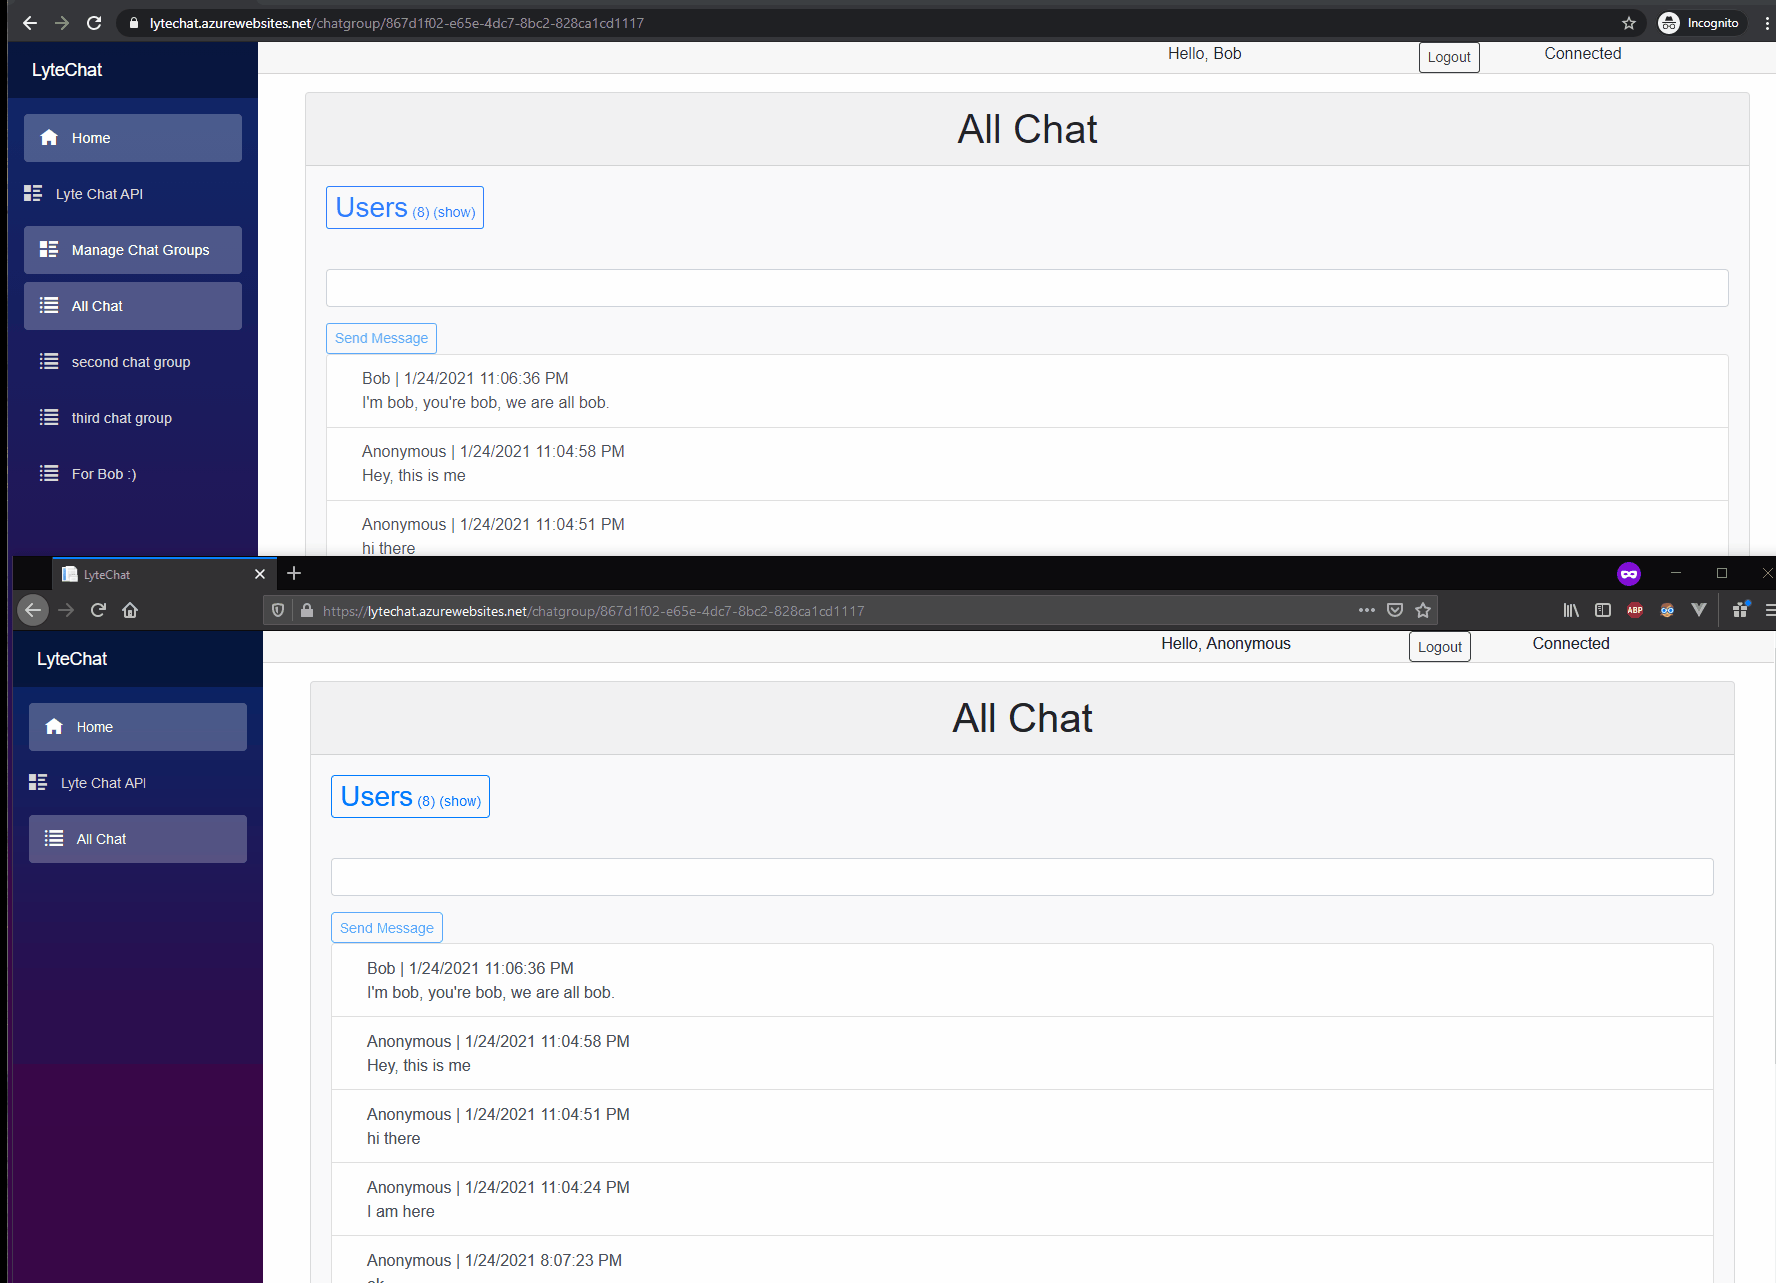 lytechat.azurewebsites.net/chatgroup/867d1f02-e65e-4dc7-8bc2-828ca1cd1117
Incognito
LyteChat
Hello, Bob
Logout
Connected
Home
Lyte Chat API
Manage Chat Groups
All Chat
second chat group
third chat group
For Bob :)
All Chat
Users (8) (show)
Send Message
Bob | 1/24/2021 11:06:36 PM
I'm bob, you're bob, we are all bob.
Anonymous | 1/24/2021 11:04:58 PM
Hey, this is me
Anonymous | 1/24/2021 11:04:51 PM
hi there
LyteChat
https://lytechat.azurewebsites.net/chatgroup/867d1f02-e65e-4dc7-8bc2-828ca1cd1117
ABP
LyteChat
Hello, Anonymous
Logout
Connected
Home
Lyte Chat API
All Chat
All Chat
Users (8) (show)
Send Message
Bob | 1/24/2021 11:06:36 PM
I'm bob, you're bob, we are all bob.
Anonymous | 1/24/2021 11:04:58 PM
Hey, this is me
Anonymous | 1/24/2021 11:04:51 PM
hi there
Anonymous | 1/24/2021 11:04:24 PM
I am here
Anonymous | 1/24/2021 8:07:23 PM